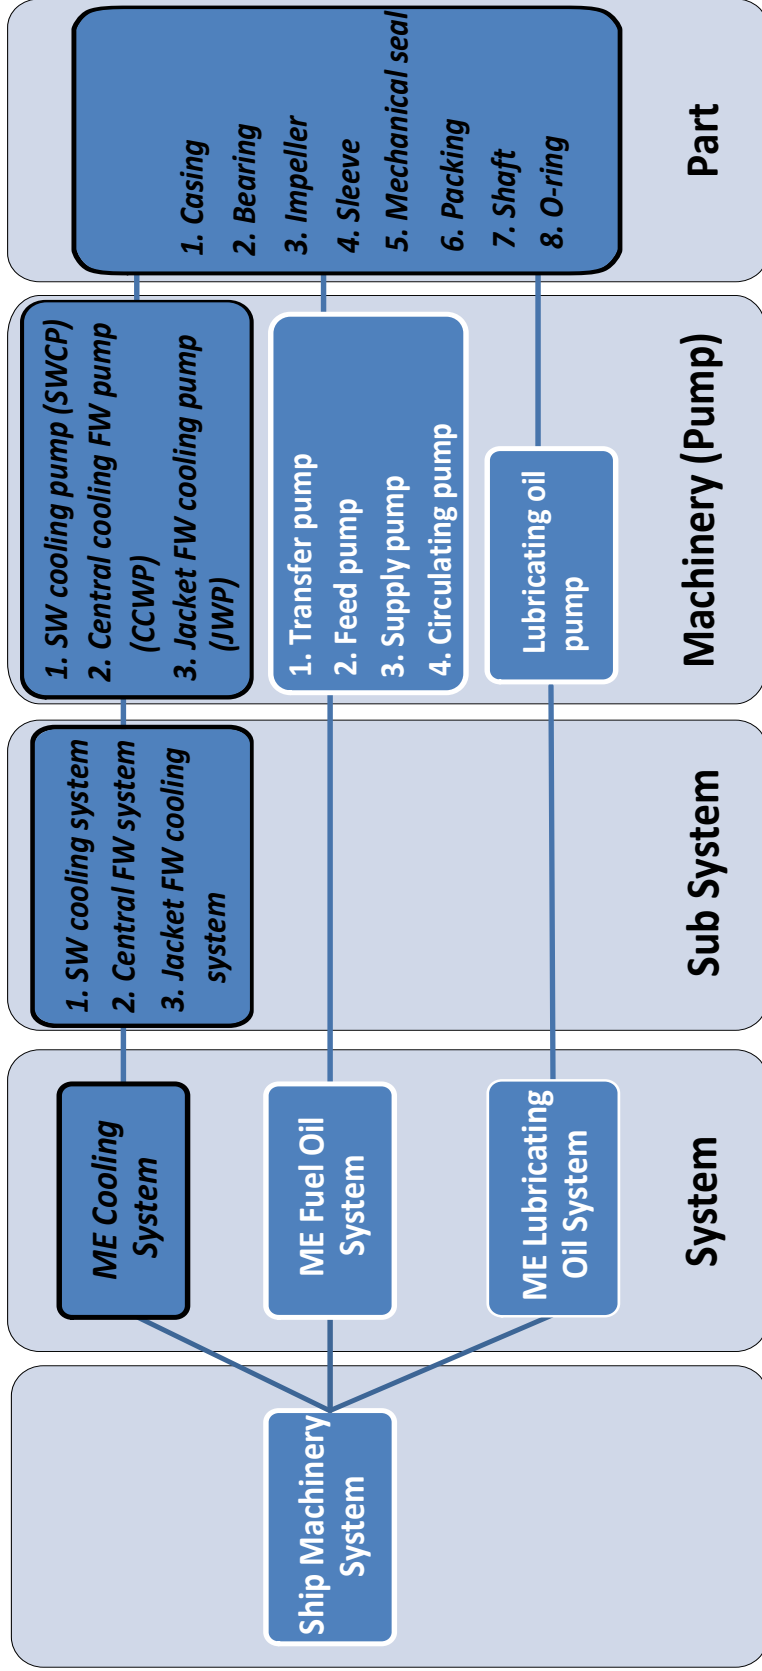 Ship Machinery
System
ME Cooling
System
ME Fuel Oil
System
ME Lubricating
Oil System
System
1. SW cooling system
2. Central FW system
3. Jacket FW cooling
system
Sub System
1. SW cooling pump (SWCP)
2. Central cooling FW pump
(CCWP)
3. Jacket FW cooling pump
(JWP)
1. Transfer pump
2. Feed pump
3. Supply pump
4. Circulating pump
Lubricating oil
pump
Machinery (Pump)
1. Casing
2. Bearing
3. Impeller
4. Sleeve
5. Mechanical seal
6. Packing
7. Shaft
8. O-ring
Part